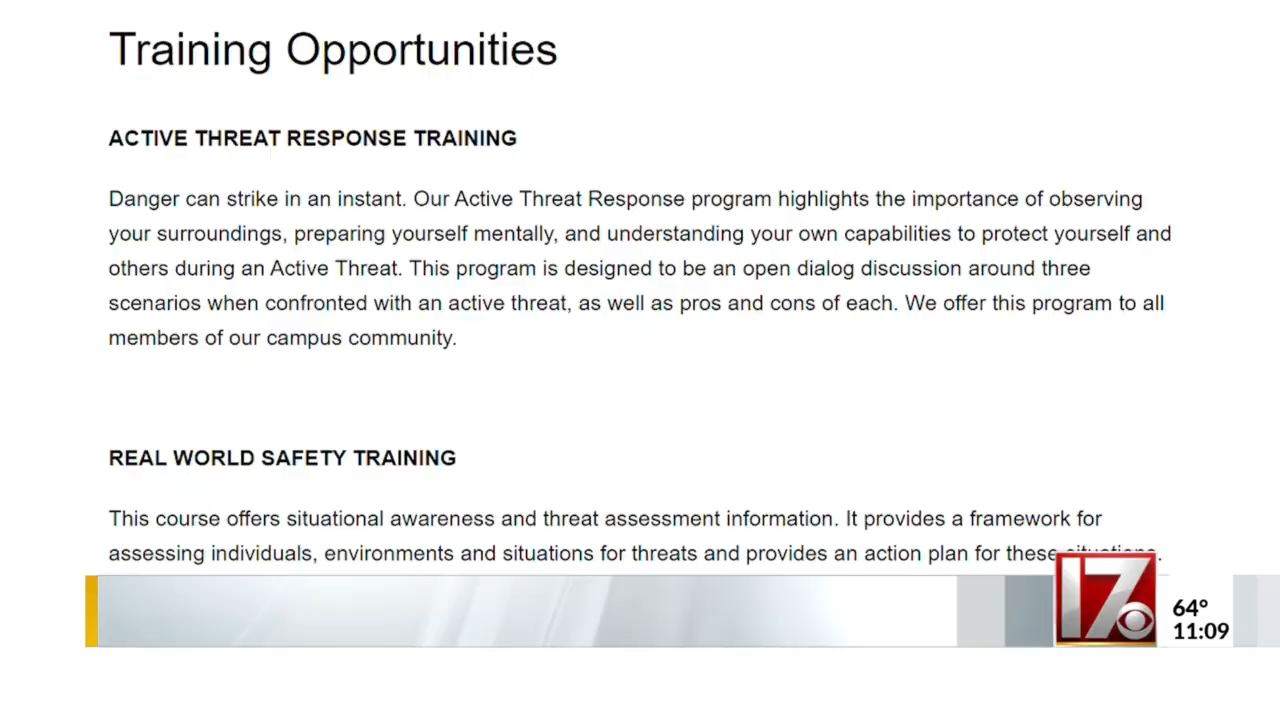 Training Opportunities
ACTIVE THREAT RESPONSE TRAINING
Danger can strike in an instant. Our Active Threat Response program highlights the importance of observing
your surroundings, preparing yourself mentally, and understanding your own capabilities to protect yourself and
others during an Active Threat. This program is designed to be an open dialog discussion around three
scenarios when confronted with an active threat, as well as pros and cons of each. We offer this program to all
members of our campus community.
REAL WORLD SAFETY TRAINING
This course offers situational awareness and threat assessment information. It provides a framework for
assessing individuals, environments and situations for threats and provides an action plan for these situations.
17
64°
11:09